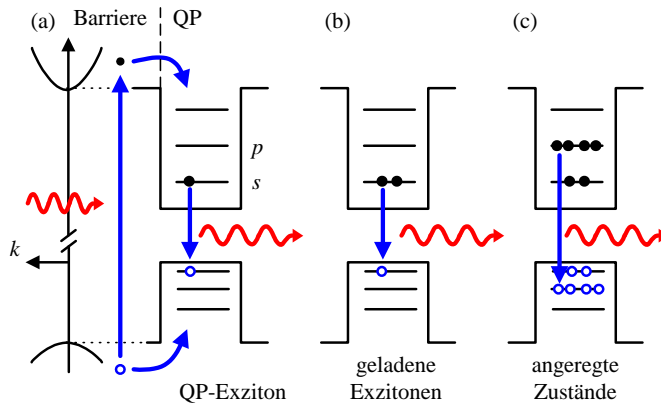 (a) Barriere QP (b) (c)
p
s
k
QP-Exziton
geladene
Exzitonen
angeregte
Zustände